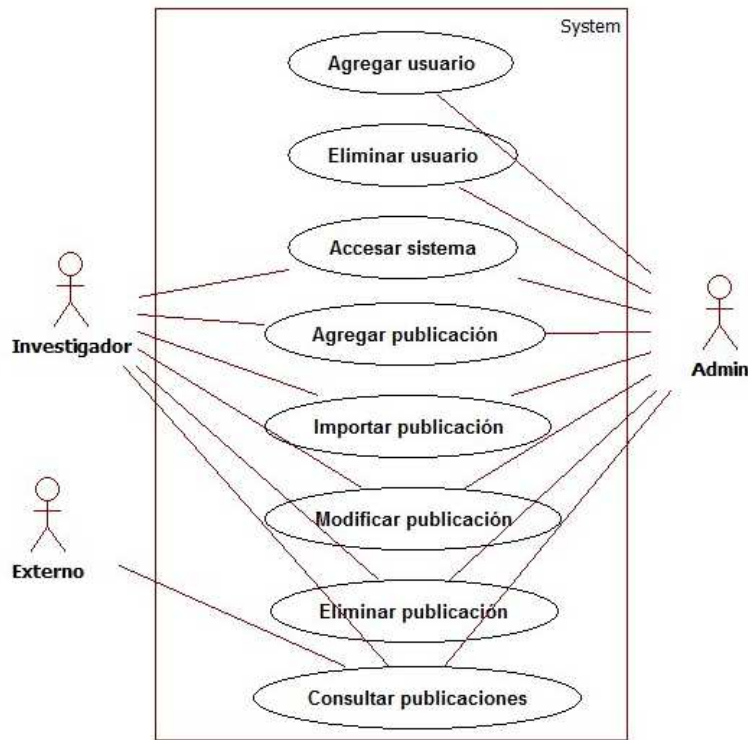 System
Agregar usuario
Eliminar usuario
Accesar sistema
Agregar publicación
Investigador
Admin
Importar publicación
Modificar publicación
Externo
Eliminar publicación
Consultar publicaciones